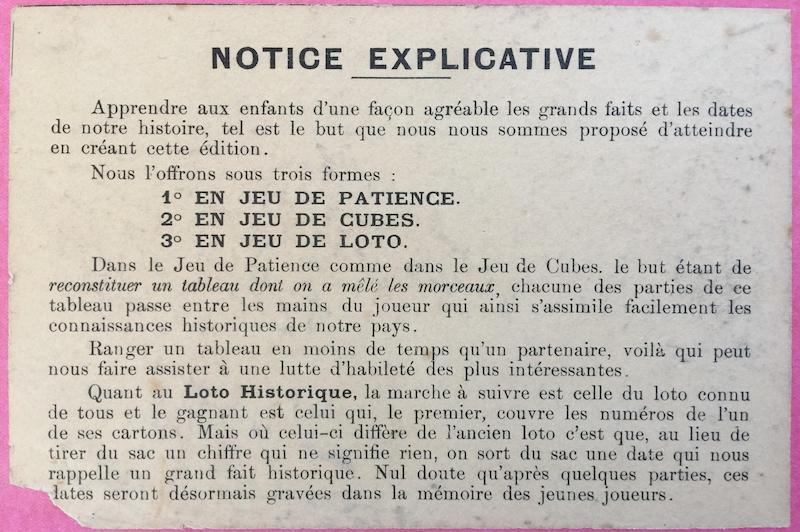 NOTICE EXPLICATIVE
Apprendre aux enfants d'une façon agréable les grands faits et les dates
de notre histoire, tel est le but que nous nous sommes proposé d'atteindre
en créant cette édition.
Nous l'offrons sous trois formes :
1° EN JEU DE PATIENCE.
2° EN JEU DE CUBES.
3° EN JEU DE LOTO.
Dans le Jeu de Patience comme dans le Jeu de Cubes. le but étant de
reconstituer un tableau dont on a mêlé les morceaux, chacune des parties de ce
tableau passe entre les mains du joueur qui ainsi s'assimile facilement les
connaissances historiques de notre pays.
Ranger un tableau en moins de temps qu'un partenaire, voilà qui peut
nous faire assister à une lutte d'habileté des plus intéressantes.
Quant au Loto Historique, la marche à suivre est celle du loto connu
de tous et le gagnant est celui qui, le premier, couvre les numéros de l'un
de ses cartons. Mais où celui-ci diffère de l'ancien loto c'est que, au lieu de
tirer du sac un chiffre qui ne signifie rien, on sort du sac une date qui nous
rappelle un grand fait historique. Nul doute qu'après quelques parties, ces
dates seront désormais gravées dans la mémoire des jeunes joueurs.